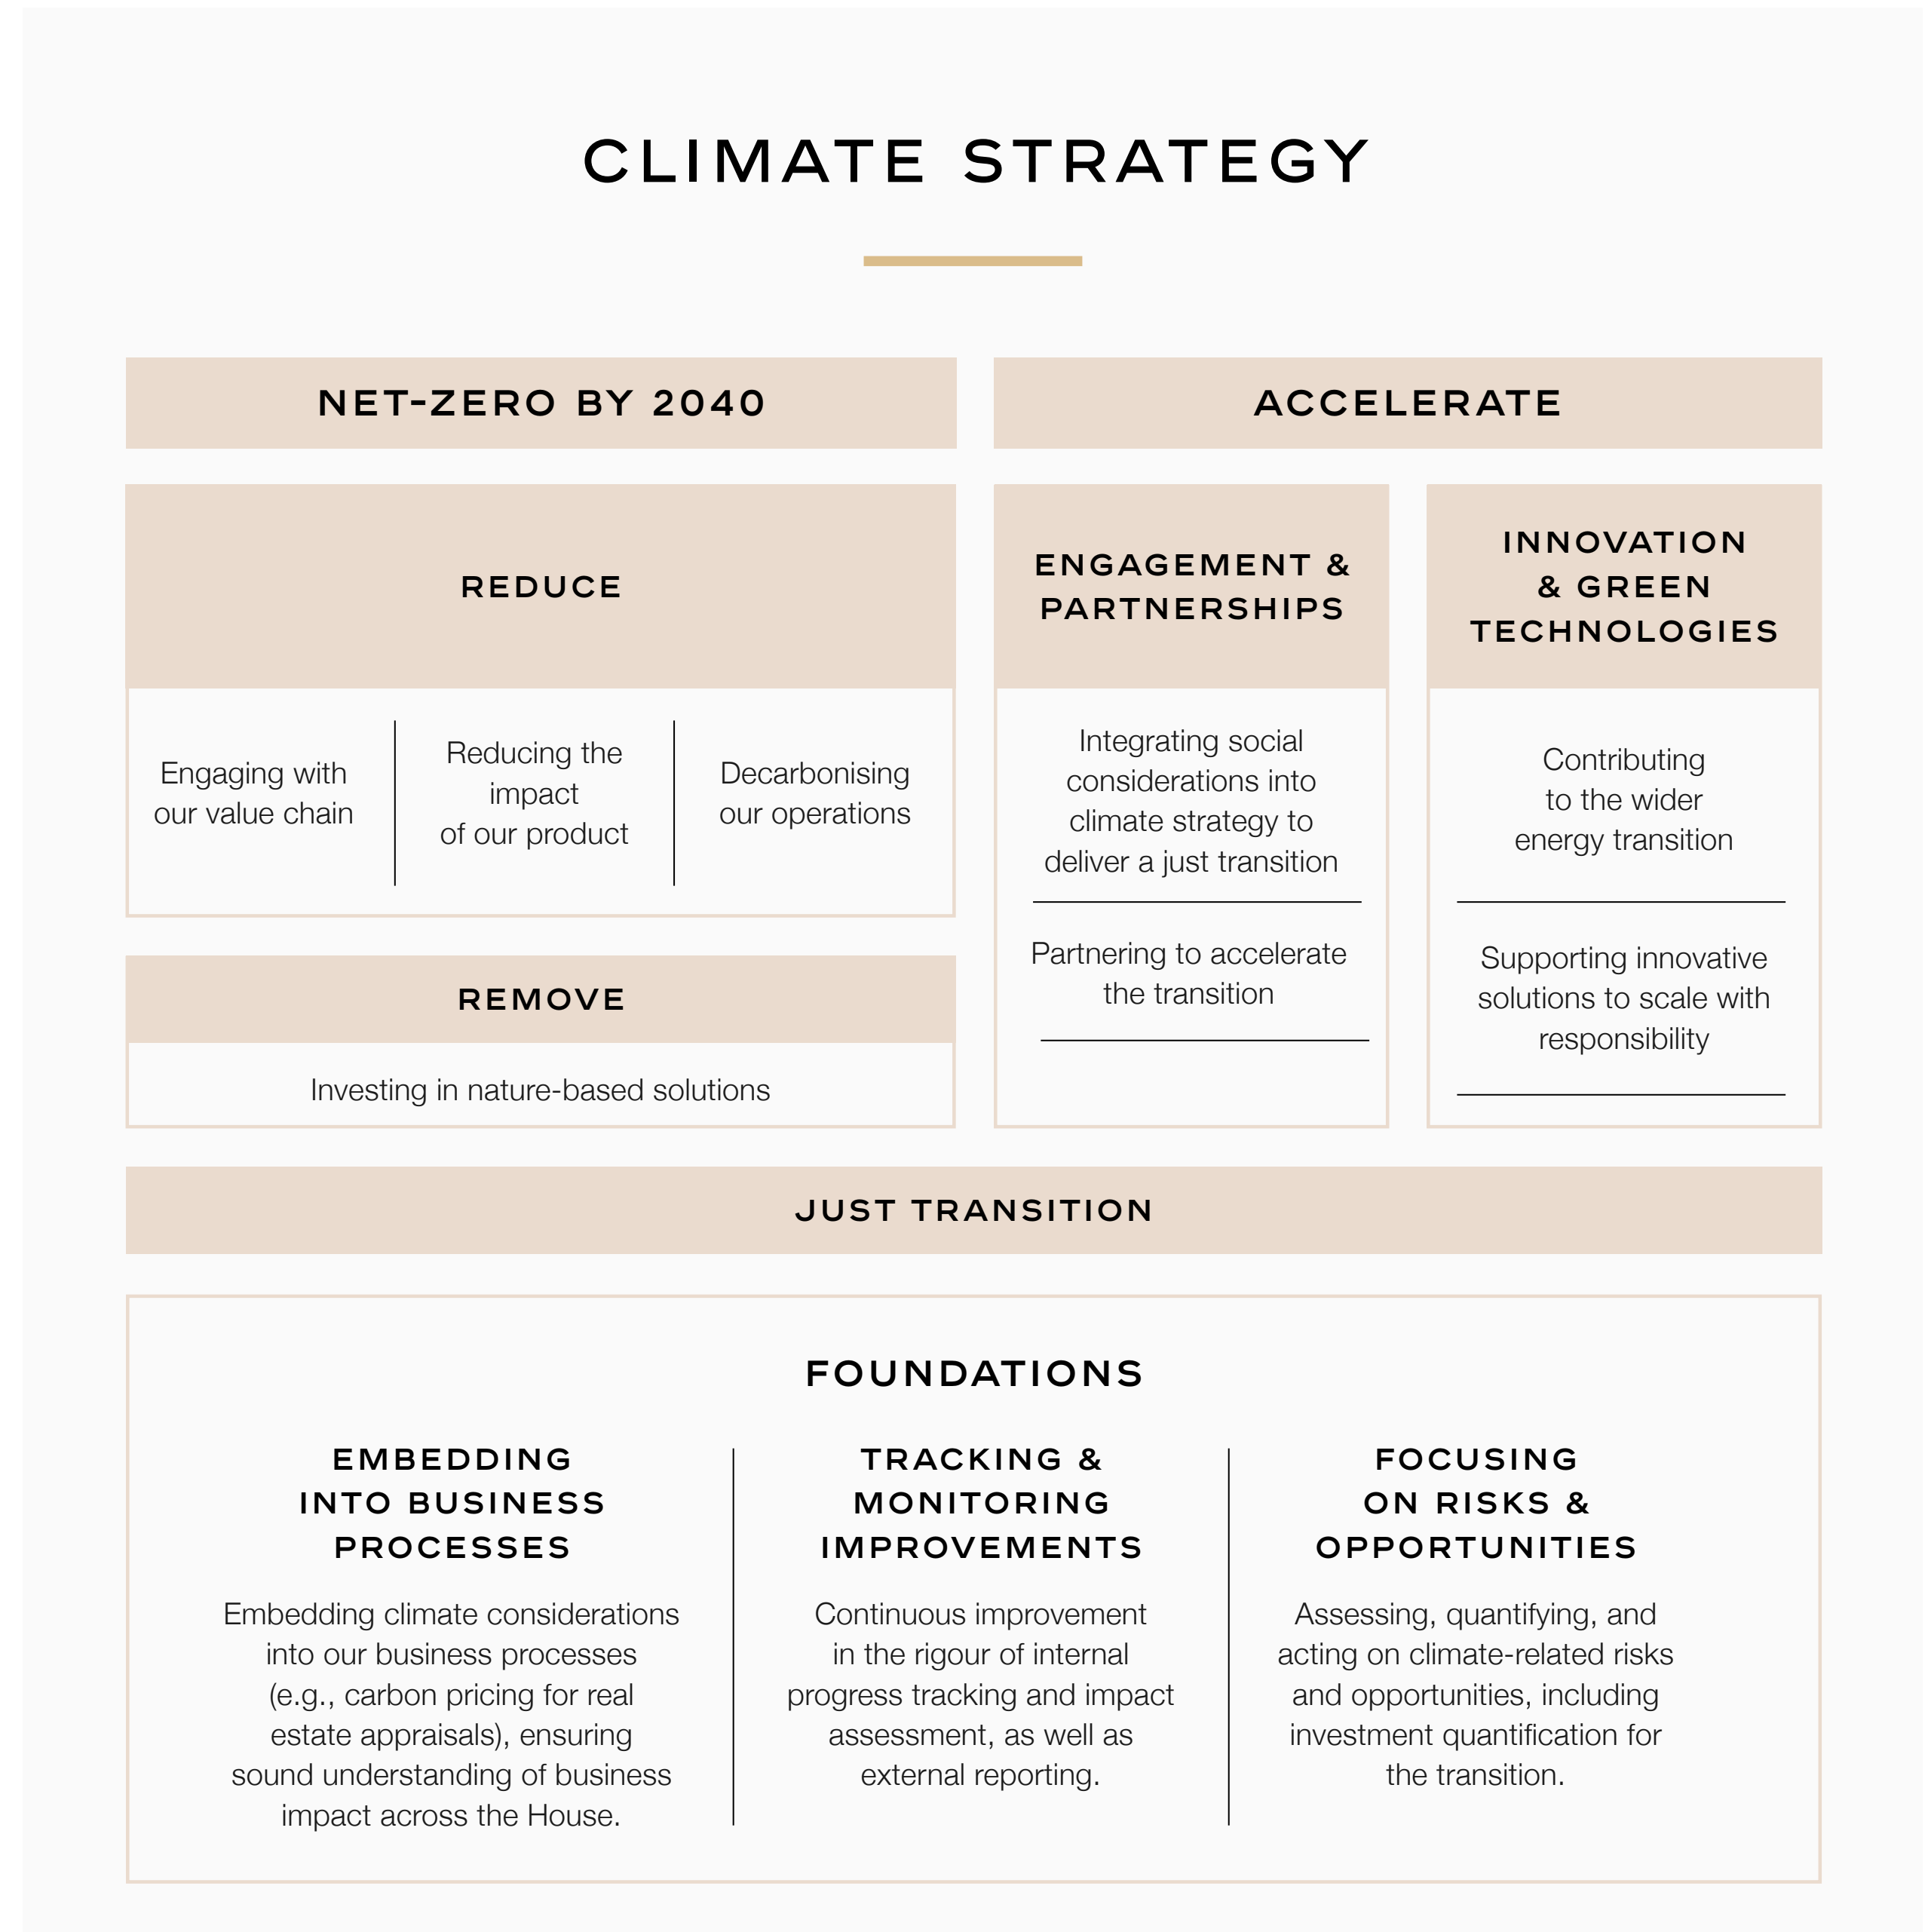 CLIMATE STRATEGY
NET-ZERO BY 2040
ACCELERATE
REDUCE
Engaging with
our value chain
Reducing the
impact
of our product
Decarbonising
our operations
REMOVE
Investing in nature-based solutions
ENGAGEMENT &
PARTNERSHIPS
Integrating social
considerations into
climate strategy to
deliver a just transition
Partnering to accelerate
the transition
INNOVATION
& GREEN
TECHNOLOGIES
Contributing
to the wider
energy transition
Supporting innovative
solutions to scale with
responsibility
JUST TRANSITION
FOUNDATIONS
EMBEDDING
INTO BUSINESS
PROCESSES
Embedding climate considerations
into our business processes
(e.g., carbon pricing for real
estate appraisals), ensuring
sound understanding of business
impact across the House.
TRACKING &
MONITORING
IMPROVEMENTS
Continuous improvement
in the rigour of internal
progress tracking and impact
assessment, as well as
external reporting.
FOCUSING
ON RISKS &
OPPORTUNITIES
Assessing, quantifying, and
acting on climate-related risks
and opportunities, including
investment quantification for
the transition.